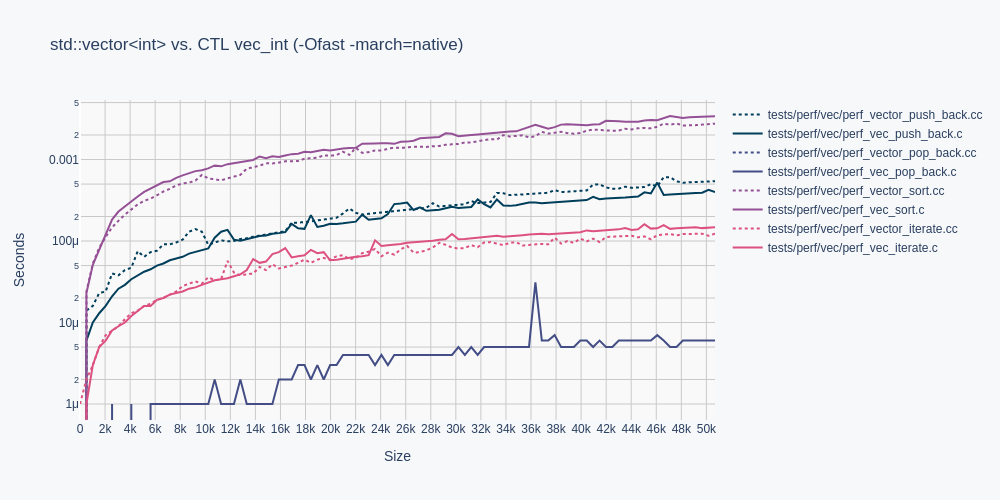 std::vector<int> vs. CTL vec_int (-Ofast -march=native)
5
2
0.001
5
2
100μ
5
2
10μ
5
2
1μ
Seconds
0 2k 4k 6k 8k 10k 12k 14k 16k 18k 20k 22k 24k 26k 28k 30k 32k 34k 36k 38k 40k 42k 44k 46k 48k 50k
Size
tests/perf/vec/perf_vector_push_back.cc
tests/perf/vec/perf_vec_push_back.c
tests/perf/vec/perf_vector_pop_back.cc
tests/perf/vec/perf_vec_pop_back.c
tests/perf/vec/perf_vector_sort.cc
tests/perf/vec/perf_vec_sort.c
tests/perf/vec/perf_vector_iterate.cc
tests/perf/vec/perf_vec_iterate.c